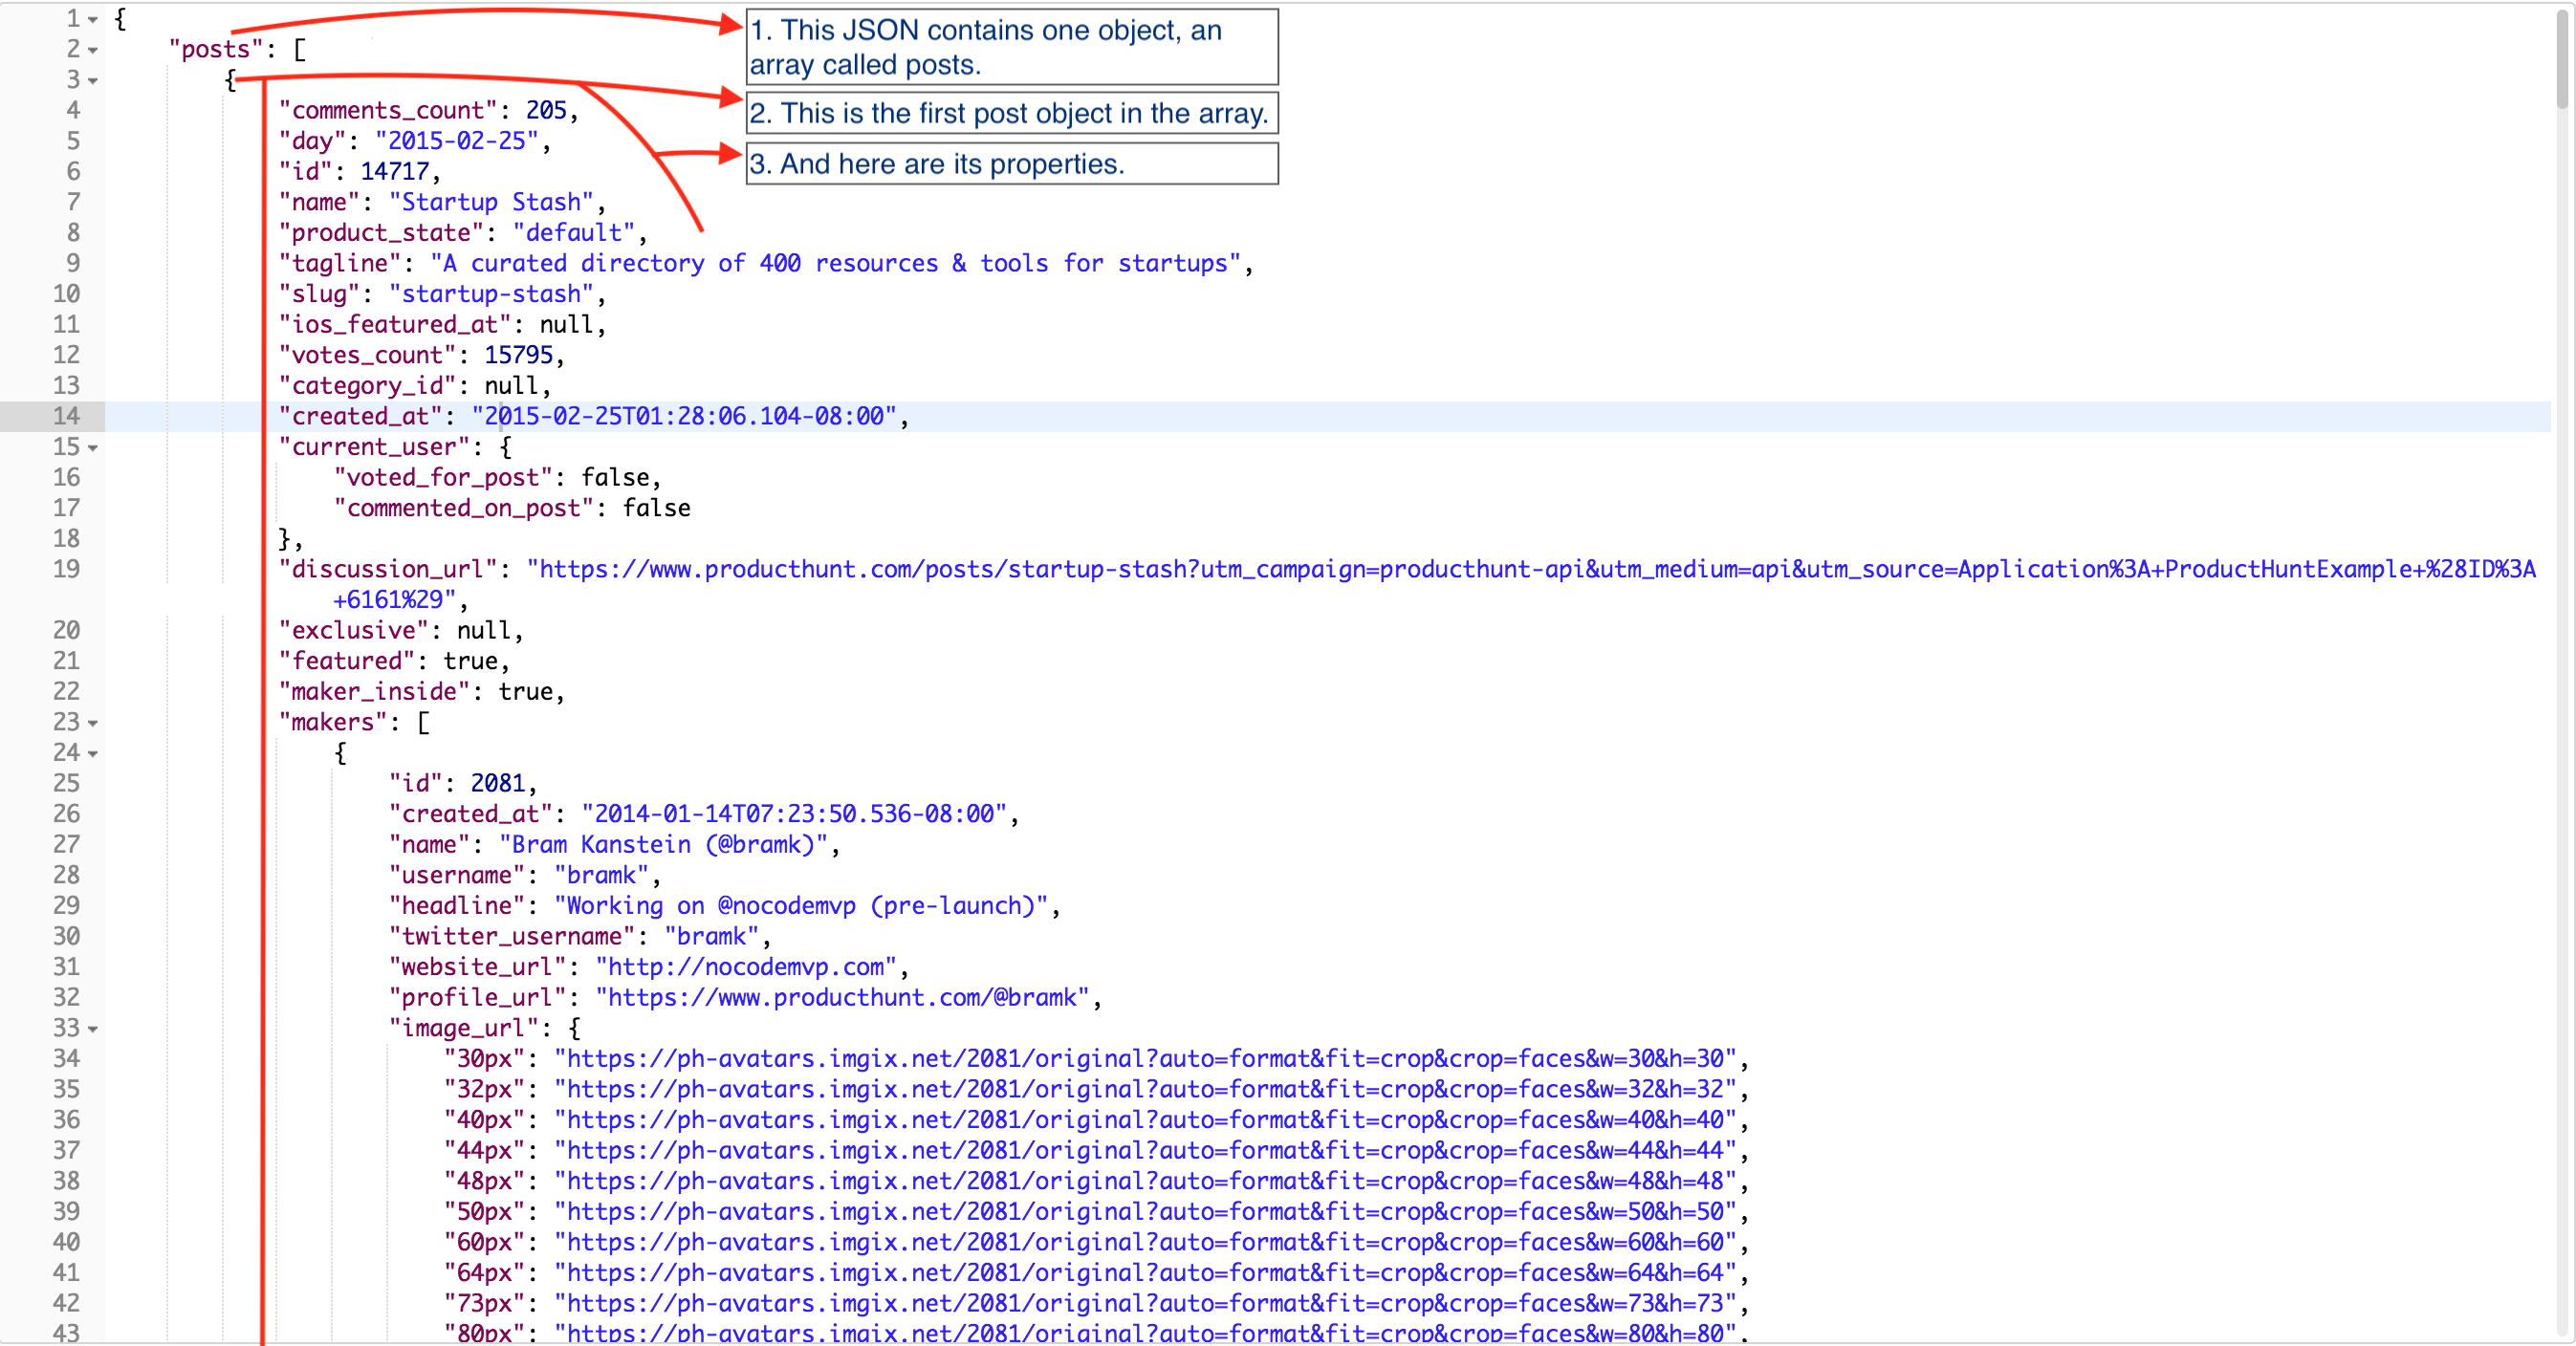 1 {
2 "posts": [
3 {
4 "comments_count": 205,
5 "day": "2015-02-25",
6 "id": 14717,
7 "name": "Startup Stash",
8 "product_state": "default",
9 "tagline": "A curated directory of 400 resources & tools for startups",
10 "slug": "startup-stash",
11 "ios_featured_at": null,
12 "votes_count": 15795,
13 "category_id": null,
14 "created_at": "2015-02-25T01:28:06.104-08:00",
15 "current_user": {
16 "voted_for_post": false,
17 "commented_on_post": false
18 },
19 "discussion_url": "https://www.producthunt.com/posts/startup-stash?utm_campaign=producthunt-api&utm_medium=api&utm_source=Application%3A+ProductHuntExample+%28ID%3A
+6161%29",
20 "exclusive": null,
21 "featured": true,
22 "maker_inside": true,
23 "makers": [
24 {
25 "id": 2081,
26 "created_at": "2014-01-14T07:23:50.536-08:00",
27 "name": "Bram Kanstein (@bramk)",
28 "username": "bramk",
29 "headline": "Working on @nocodemvp (pre-launch)",
30 "twitter_username": "bramk",
31 "website_url": "http://nocodemvp.com",
32 "profile_url": "https://www.producthunt.com/@bramk",
33 "image_url": {
34 "30px": "https://ph-avatars.imgix.net/2081/original?auto=format&fit=crop&crop=faces&w=30&h=30",
35 "32px": "https://ph-avatars.imgix.net/2081/original?auto=format&fit=crop&crop=faces&w=32&h=32",
36 "40px": "https://ph-avatars.imgix.net/2081/original?auto=format&fit=crop&crop=faces&w=40&h=40",
37 "44px": "https://ph-avatars.imgix.net/2081/original?auto=format&fit=crop&crop=faces&w=44&h=44",
38 "48px": "https://ph-avatars.imgix.net/2081/original?auto=format&fit=crop&crop=faces&w=48&h=48",
39 "50px": "https://ph-avatars.imgix.net/2081/original?auto=format&fit=crop&crop=faces&w=50&h=50",
40 "60px": "https://ph-avatars.imgix.net/2081/original?auto=format&fit=crop&crop=faces&w=60&h=60",
41 "64px": "https://ph-avatars.imgix.net/2081/original?auto=format&fit=crop&crop=faces&w=64&h=64",
42 "73px": "https://ph-avatars.imgix.net/2081/original?auto=format&fit=crop&crop=faces&w=73&h=73",
43 "80px": "https://ph-avatars.imgix.net/2081/original?auto=format&fit=crop&crop=faces&w=80&h=80",
1. This JSON contains one object, an
array called posts.
2. This is the first post object in the array.
3. And here are its properties.